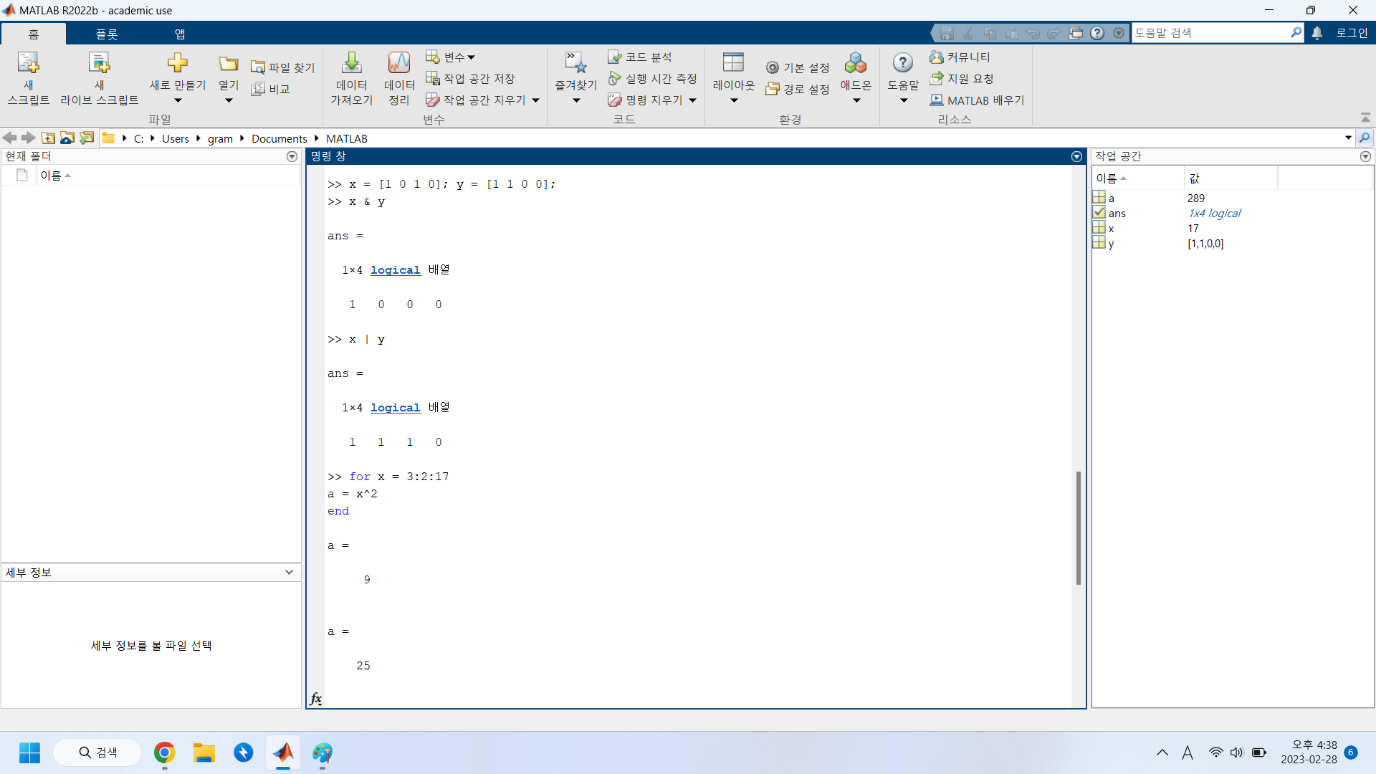 MATLAB R2022b - academic use
홈 플롯 앱
도움말 검색 로그인
새 스크립트
새 라이브 스크립트
새로 만들기
열기
파일 찾기
비교
파일
데이터 가져오기
데이터 정리
변수
작업 공간 저장
작업 공간 지우기
변수
즐겨찾기
코드 분석
실행 시간 측정
명령 지우기
코드
레이아웃
기본 설정
경로 설정
애드온
환경
도움말
커뮤니티
지원 요청
MATLAB 배우기
리소스
C: Users gram Documents MATLAB
현재 폴더
이름
세부 정보
세부 정보를 볼 파일 선택
명령 창
>> x = [1 0 1 0]; y = [1 1 0 0];
>> x & y
ans =
1×4 logical 배열
1 0 0 0
>> x | y
ans =
1×4 logical 배열
1 1 1 0
>> for x = 3:2:17
a = x^2
end
a =
9
a =
25
fx
작업 공간
이름 값
a 289
ans 1x4 logical
x 17
y [1,1,0,0]
검색
A
오후 4:38
2023-02-28
6